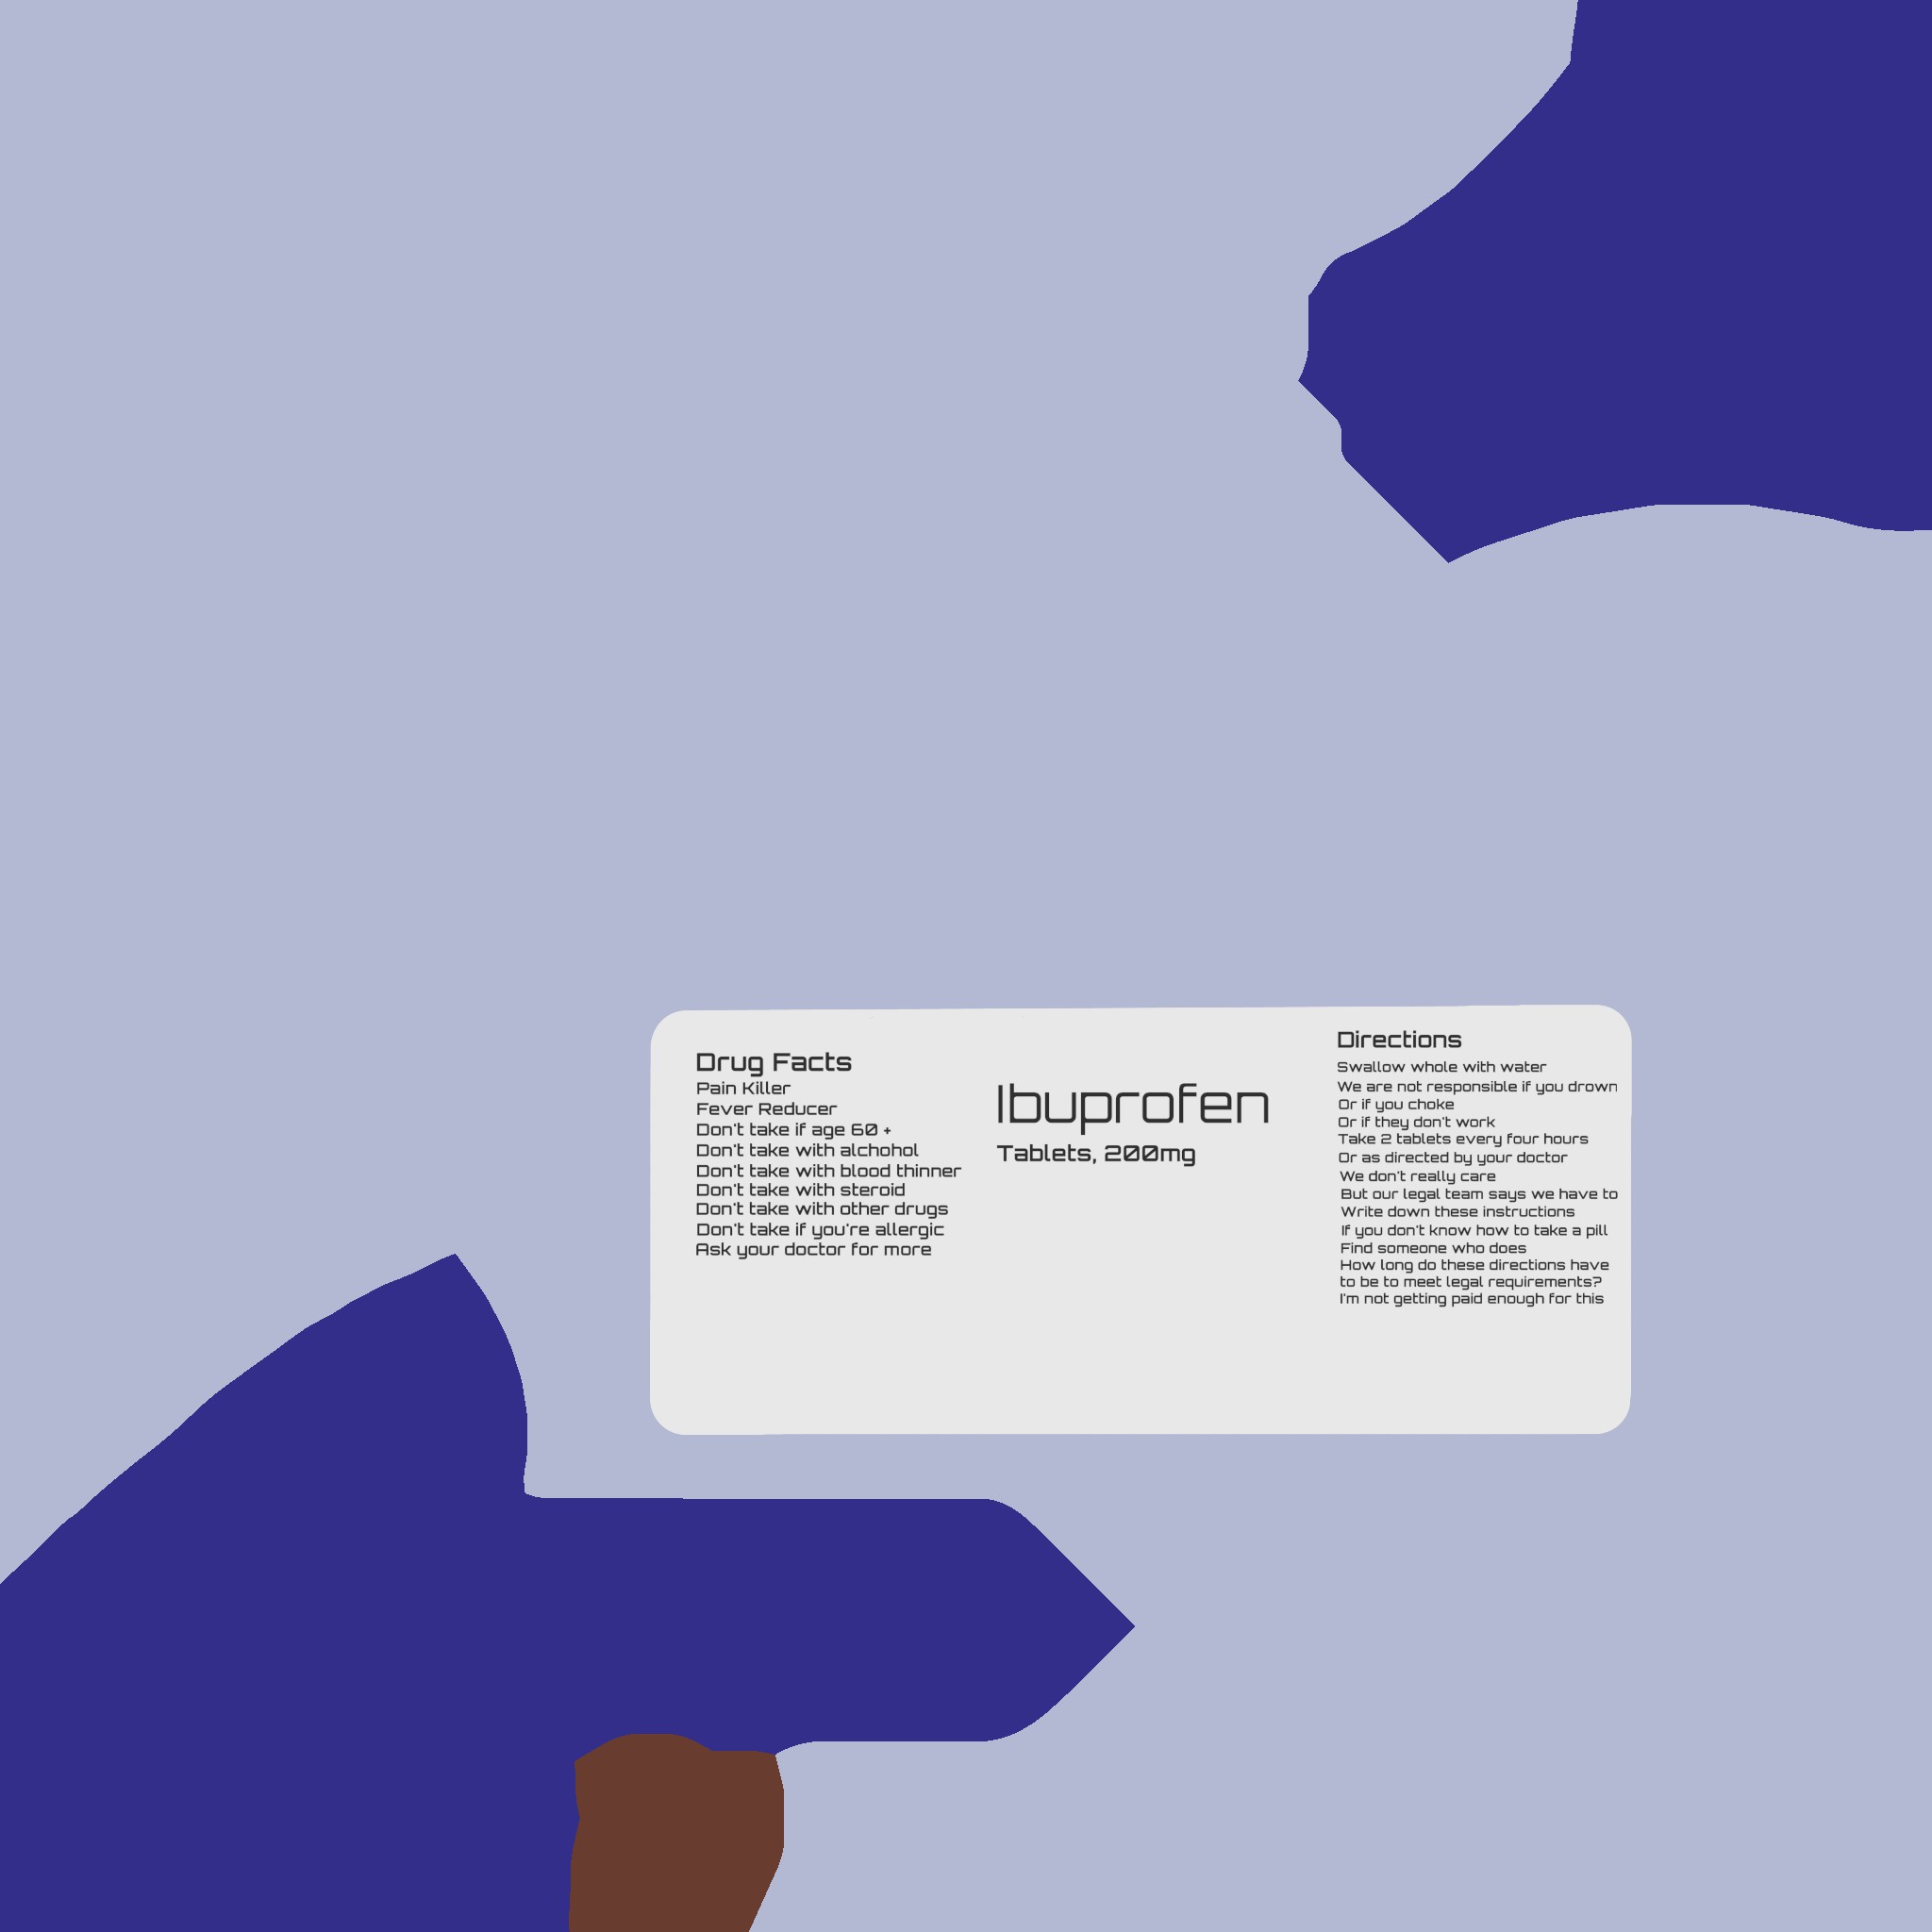 Drug Facts
Pain Killer
Fever Reducer
Don't take if age 60 +
Don't take with alchohol
Don't take with blood thinner
Don't take with steroid
Don't take with other drugs
Don't take if you're allergic
Ask your doctor for more
Ibuprofen
Tablets, 200mg
Directions
Swallow whole with water
We are not responsible if you drown
Or if you choke
Or if they don't work
Take 2 tablets every four hours
Or as directed by your doctor
We don't really care
But our legal team says we have to
Write down these instructions
If you don't know how to take a pill
Find someone who does
How long do these directions have
to be to meet legal requirements?
I'm not getting paid enough for this